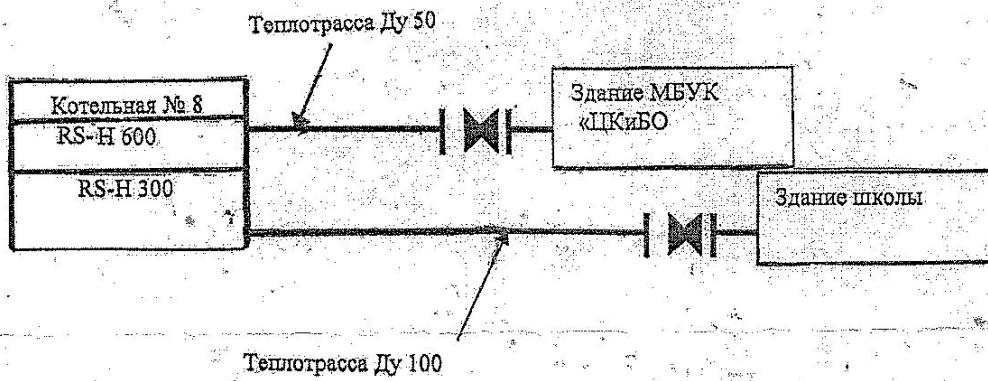 Теплотрасса Ду 50
Котельная № 8
RS-H 600
RS-H 300
Здание МБУК
«ЦКиБО
Здание школы
Теплотрасса Ду 100